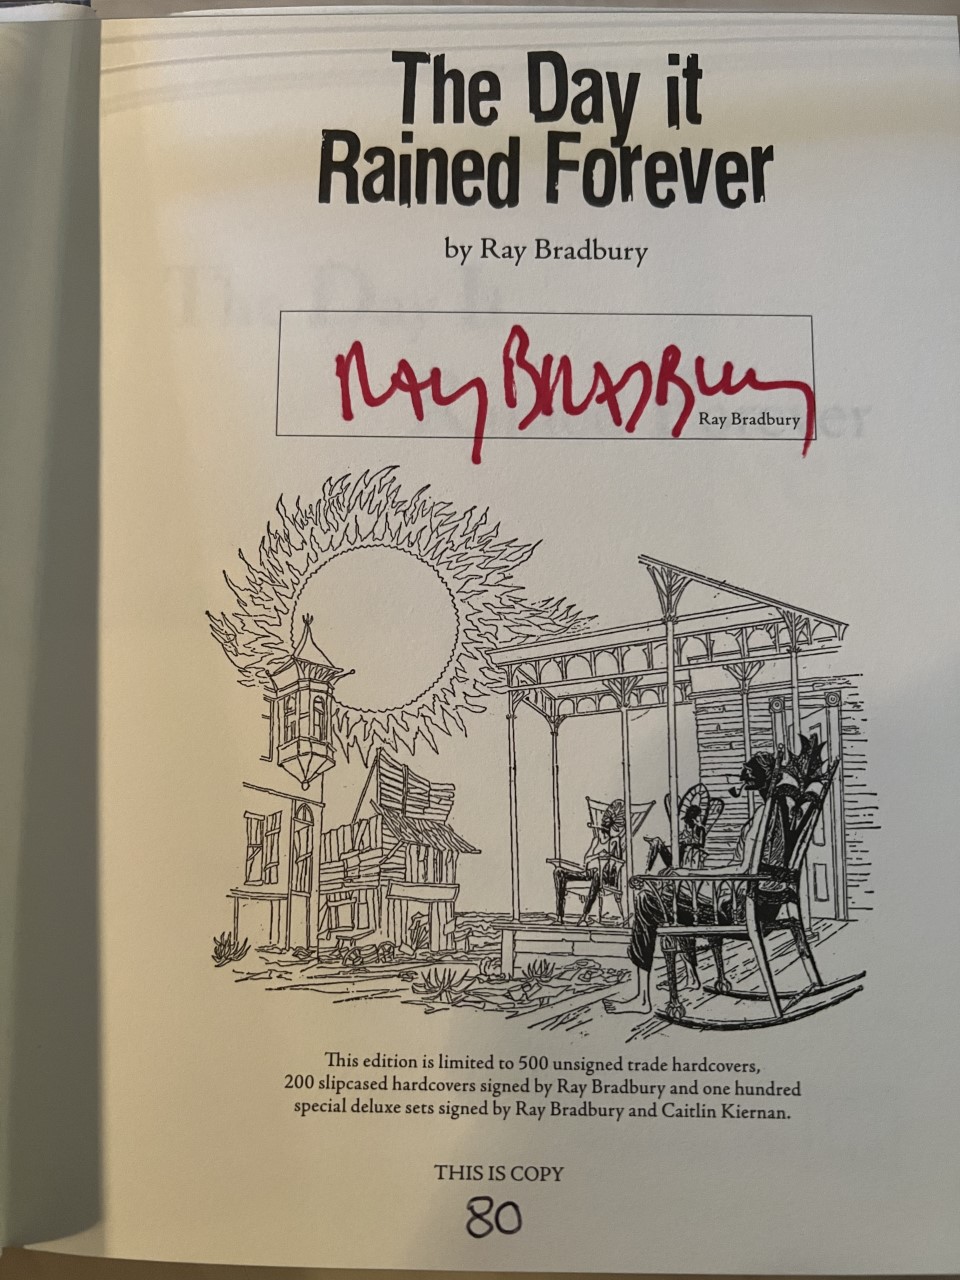 The Day it
Rained Forever
by Ray Bradbury
RAY BRADBURY
Ray Bradbury
This edition is limited to 500 unsigned trade hardcovers,
200 slipcased hardcovers signed by Ray Bradbury and one hundred
special deluxe sets signed by Ray Bradbury and Caitlin Kiernan.
THIS IS COPY
80